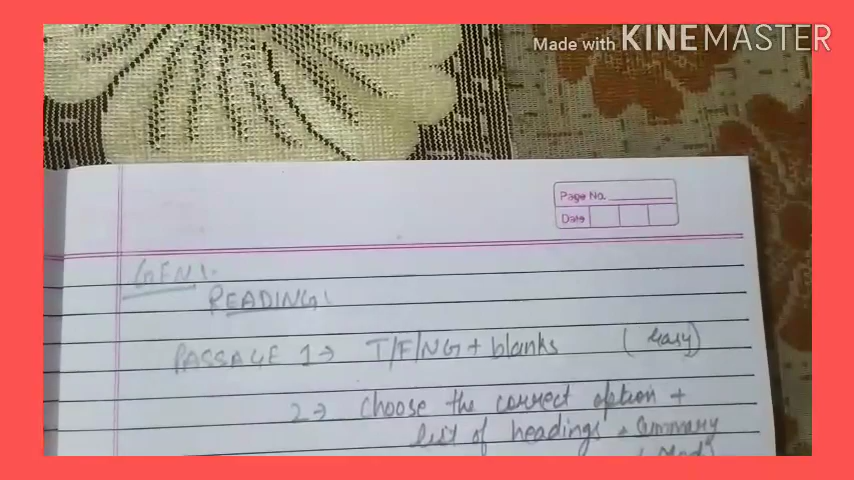 Made with KINEMASTER
Page No.
Date
GEN:
READING:
PASSAGE 1→ T/F/NG + blanks (Easy)
2→ Choose the correct option +
list of headings + Summary